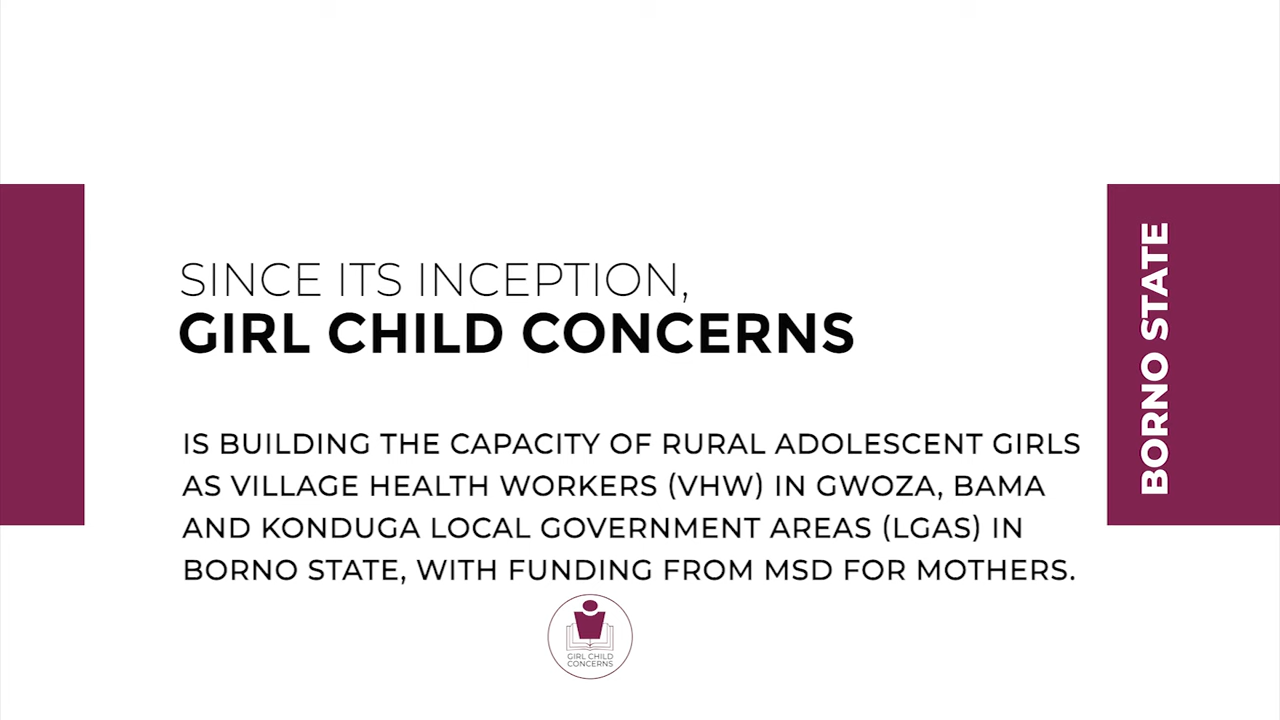 SINCE ITS INCEPTION,
GIRL CHILD CONCERNS
IS BUILDING THE CAPACITY OF RURAL ADOLESCENT GIRLS
AS VILLAGE HEALTH WORKERS (VHW) IN GWOZA, BAMA
AND KONDUGA LOCAL GOVERNMENT AREAS (LGAS) IN
BORNO STATE, WITH FUNDING FROM MSD FOR MOTHERS.
BORNO STATE
GIRL CHILD
CONCERNS